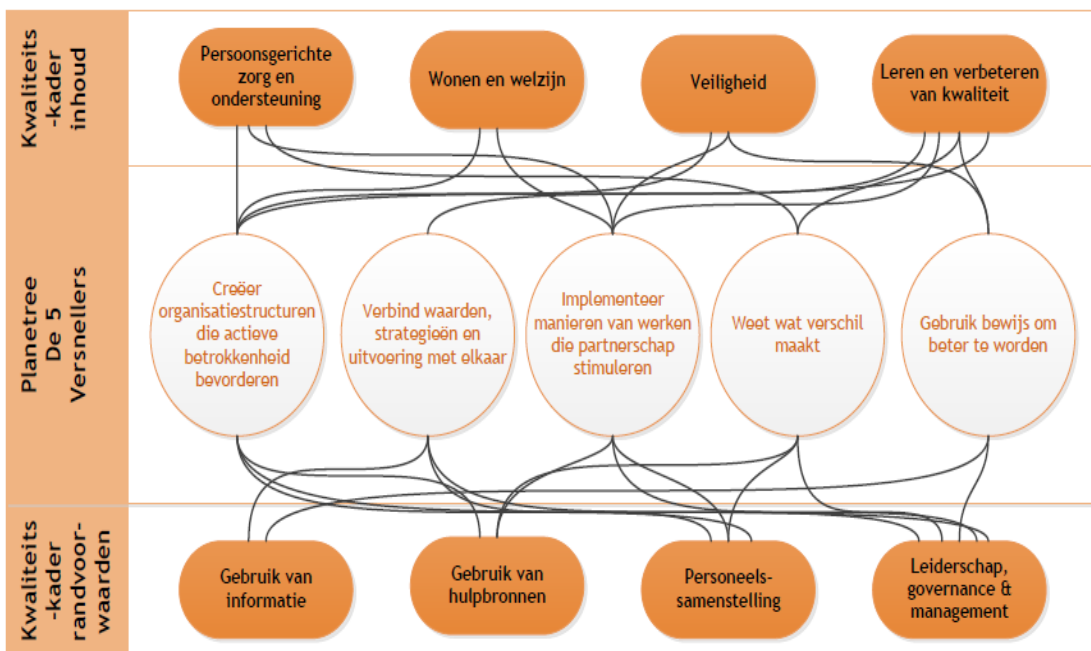 Kwaliteits
-kader
inhoud
Persoonsgerichte
zorg en
ondersteuning
Wonen en welzijn
Veiligheid
Leren en verbeteren
van kwaliteit
Planetree
De 5
Versnellers
Creëer
organisatiestructuren
die actieve
betrokkenheid
bevorderen
Verbind waarden,
strategieën en
uitvoering met elkaar
Implementeer
manieren van werken
die partnerschap
stimuleren
Weet wat verschil
maakt
Gebruik bewijs om
beter te worden
Kwaliteits
-kader
randvoor-
waarden
Gebruik van
informatie
Gebruik van
hulpbronnen
Personeels-
samenstelling
Leiderschap,
governance &
management